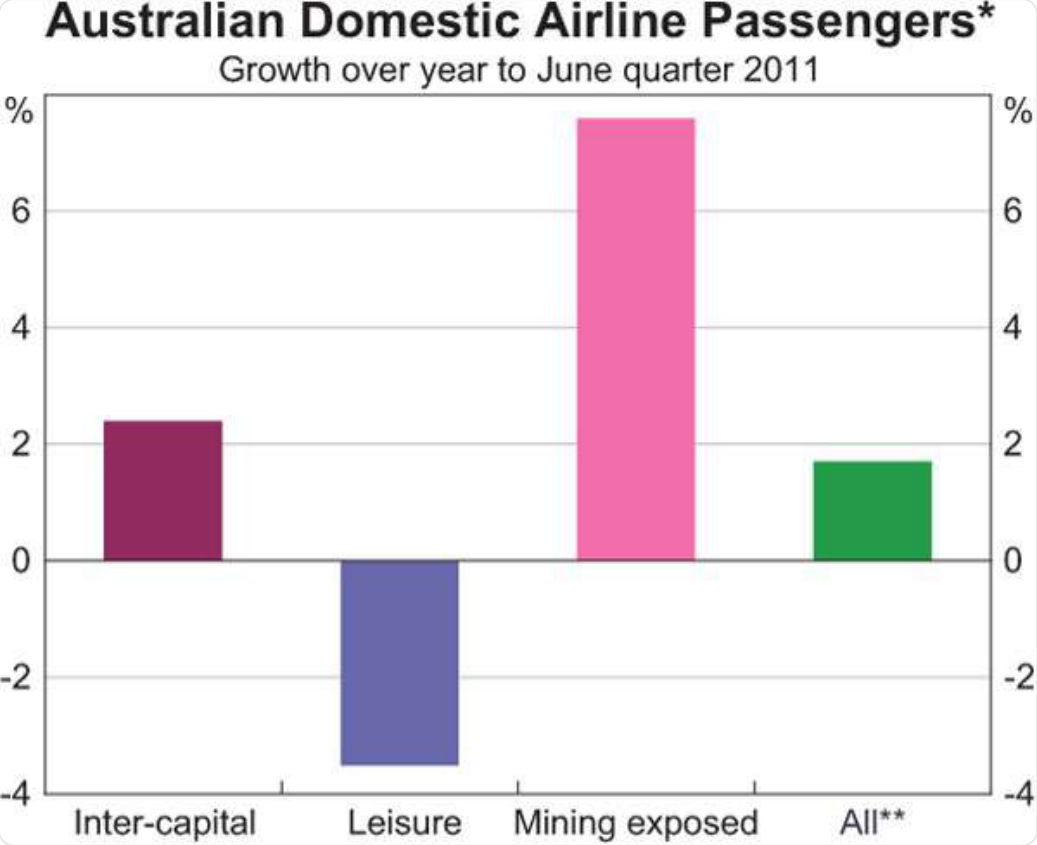 Australian Domestic Airline Passengers*
Growth over year to June quarter 2011
% %
6 6
4 4
2 2
0 0
-2 -2
-4 -4
Inter-capital Leisure Mining exposed All**